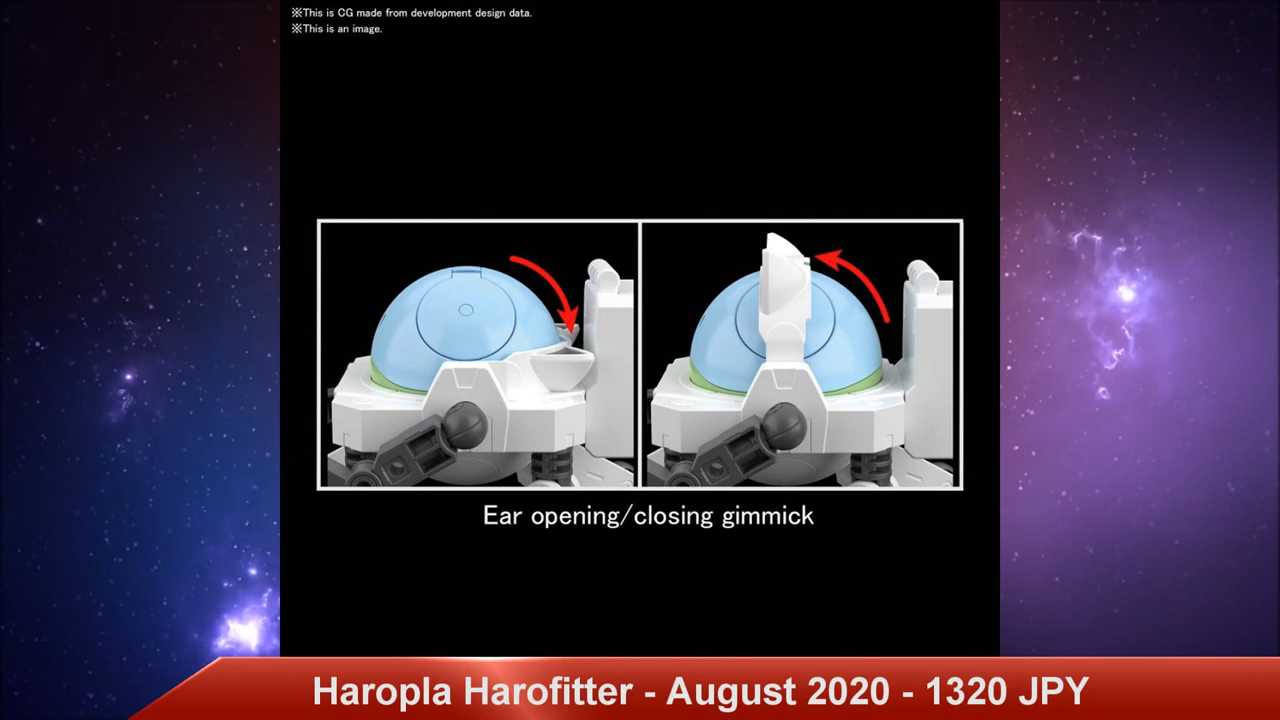 ※This is CG made from development design data.
※This is an image.
Ear opening/closing gimmick
Haropla Harofitter - August 2020 - 1320 JPY